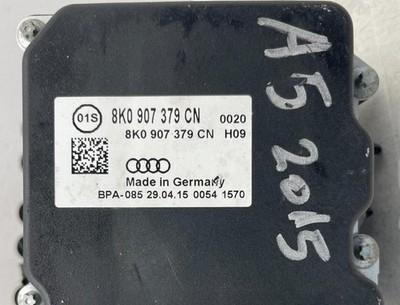 01S 8K0 907 379 CN 0020
8K0 907 379 CN H09
Made in Germany
BPA-085 29.04.15 0054 1570
A5 2015